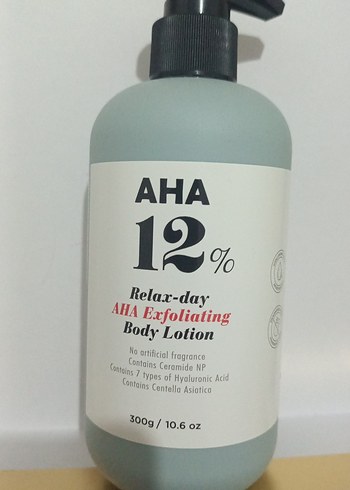 AHA
12%
Relax-day
AHA Exfoliating
Body Lotion
No artificial fragrance
Contains Ceramide NP
Contains 7 types of Hyaluronic Acid
Contains Centella Asiatica
300g / 10.6 oz